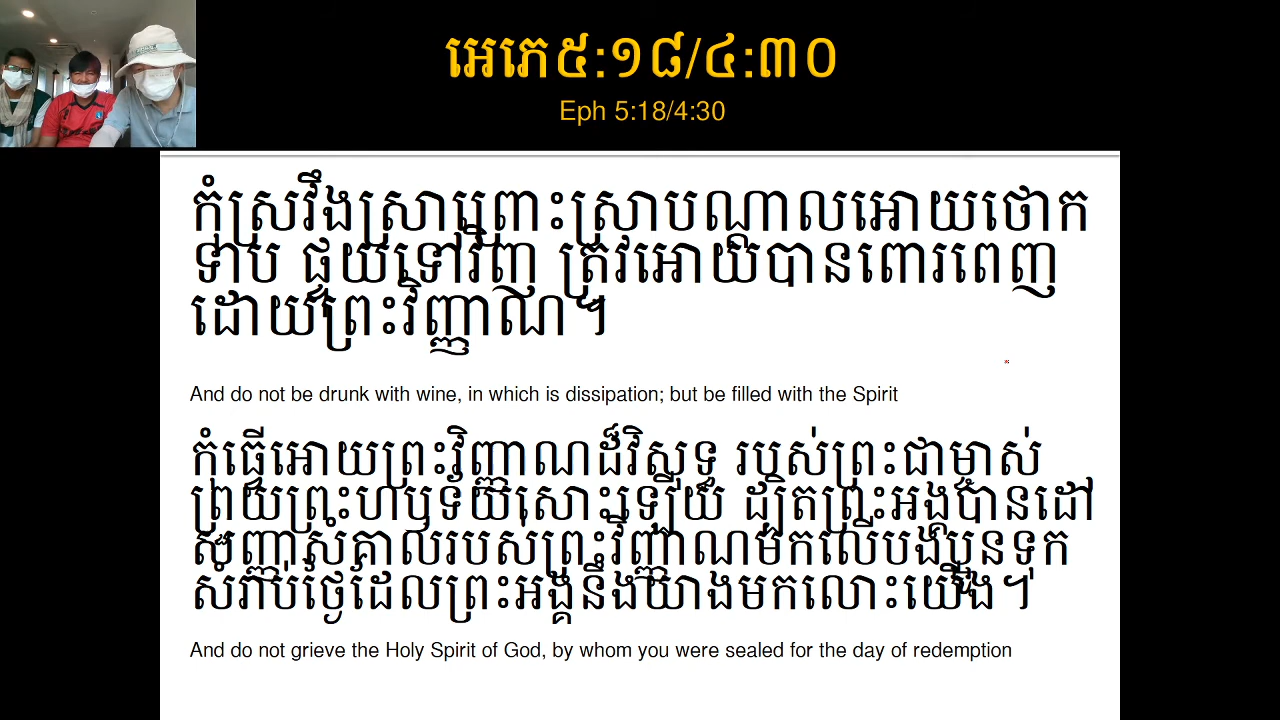 អេភេ៥:១៨/៤:៣០
Eph 5:18/4:30
កុំស្រវឹងស្រាឬព្រោះស្រាបណ្ដាលអោយថោក
ទាប ផ្ទុយទៅវិញ ត្រូវអោយបានពោរពេញ
ដោយព្រះវិញ្ញាណ។
And do not be drunk with wine, in which is dissipation; but be filled with the Spirit
កុំធ្វើអោយព្រះវិញ្ញាណដ៏វិសុទ្ធ របស់ព្រះជាម្ចាស់
ព្រួយព្រះហឫទ័យសោះឡើយ ដ្បិតព្រះអង្គបានដៅ
សញ្ញាសំគាល់របស់ព្រះវិញ្ញាណមកលើបងប្អូនទុក
សំរាប់ថ្ងៃដែលព្រះអង្គនឹងយាងមកលោះយើង។
And do not grieve the Holy Spirit of God, by whom you were sealed for the day of redemption